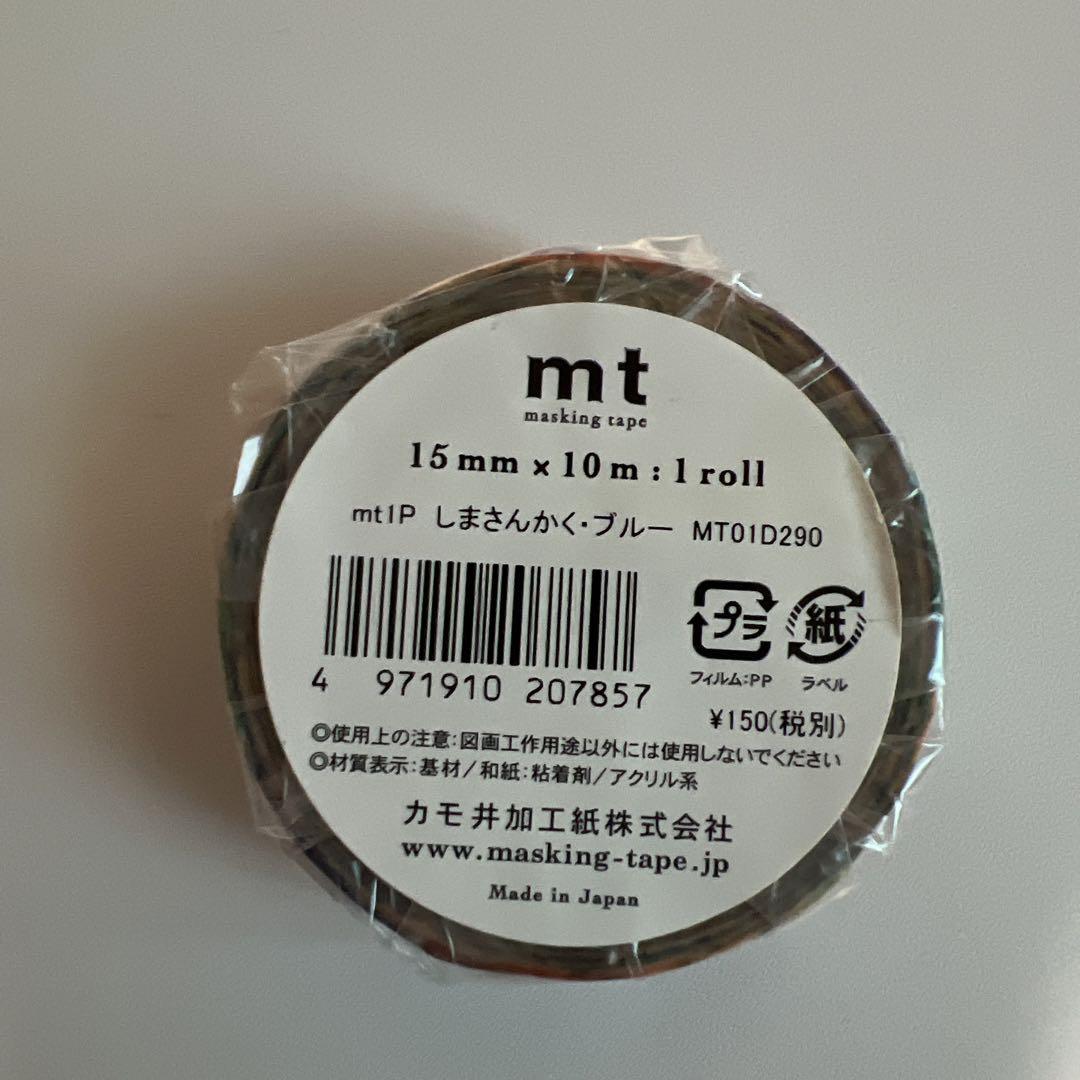 mt
masking tape
15mm × 10m : 1 roll
mt1P しまさんかく・ブルー MT01D290
プラ 紙
フィルム:PP ラベル
4 971910 207857
¥150(税別)
◎使用上の注意:図画工作用途以外には使用しないでください
◎材質表示:基材/和紙:粘着剤/アクリル系
カモ井加工紙株式会社
www.masking-tape.jp
Made in Japan